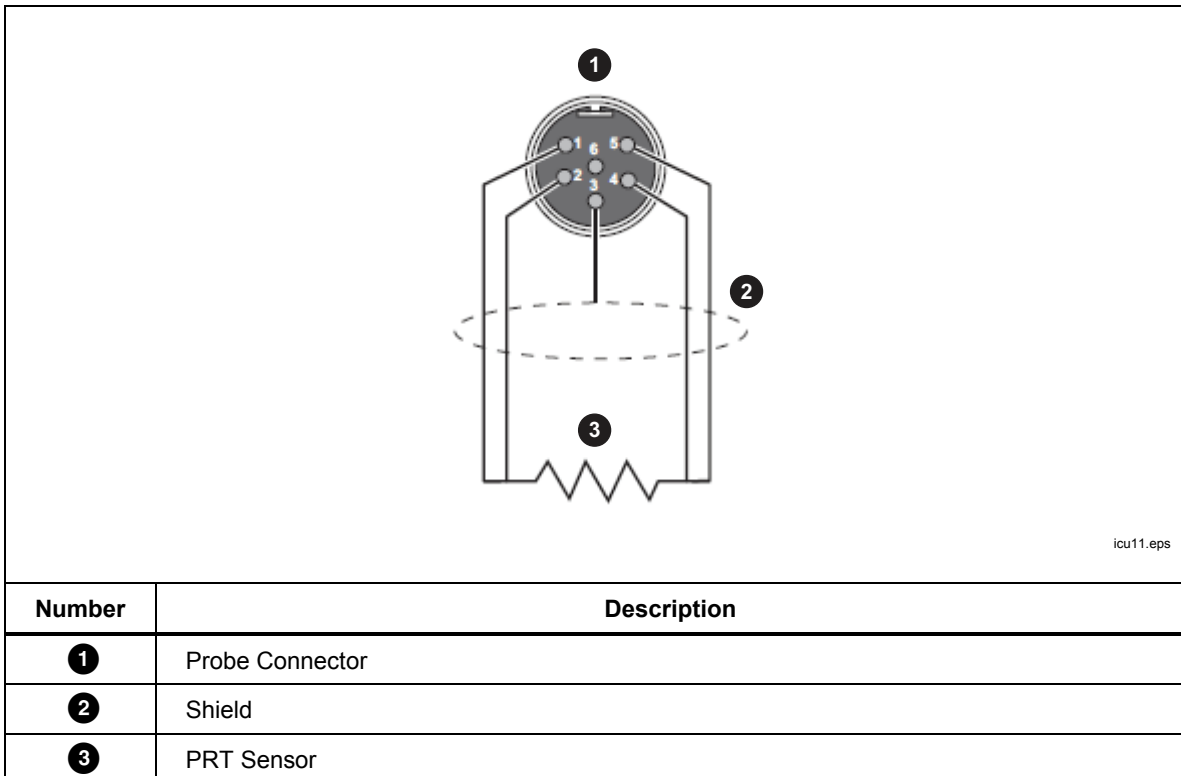 1
1 6 5
2 3 4
2
3
icu11.eps
Number Description
1 Probe Connector
2 Shield
3 PRT Sensor